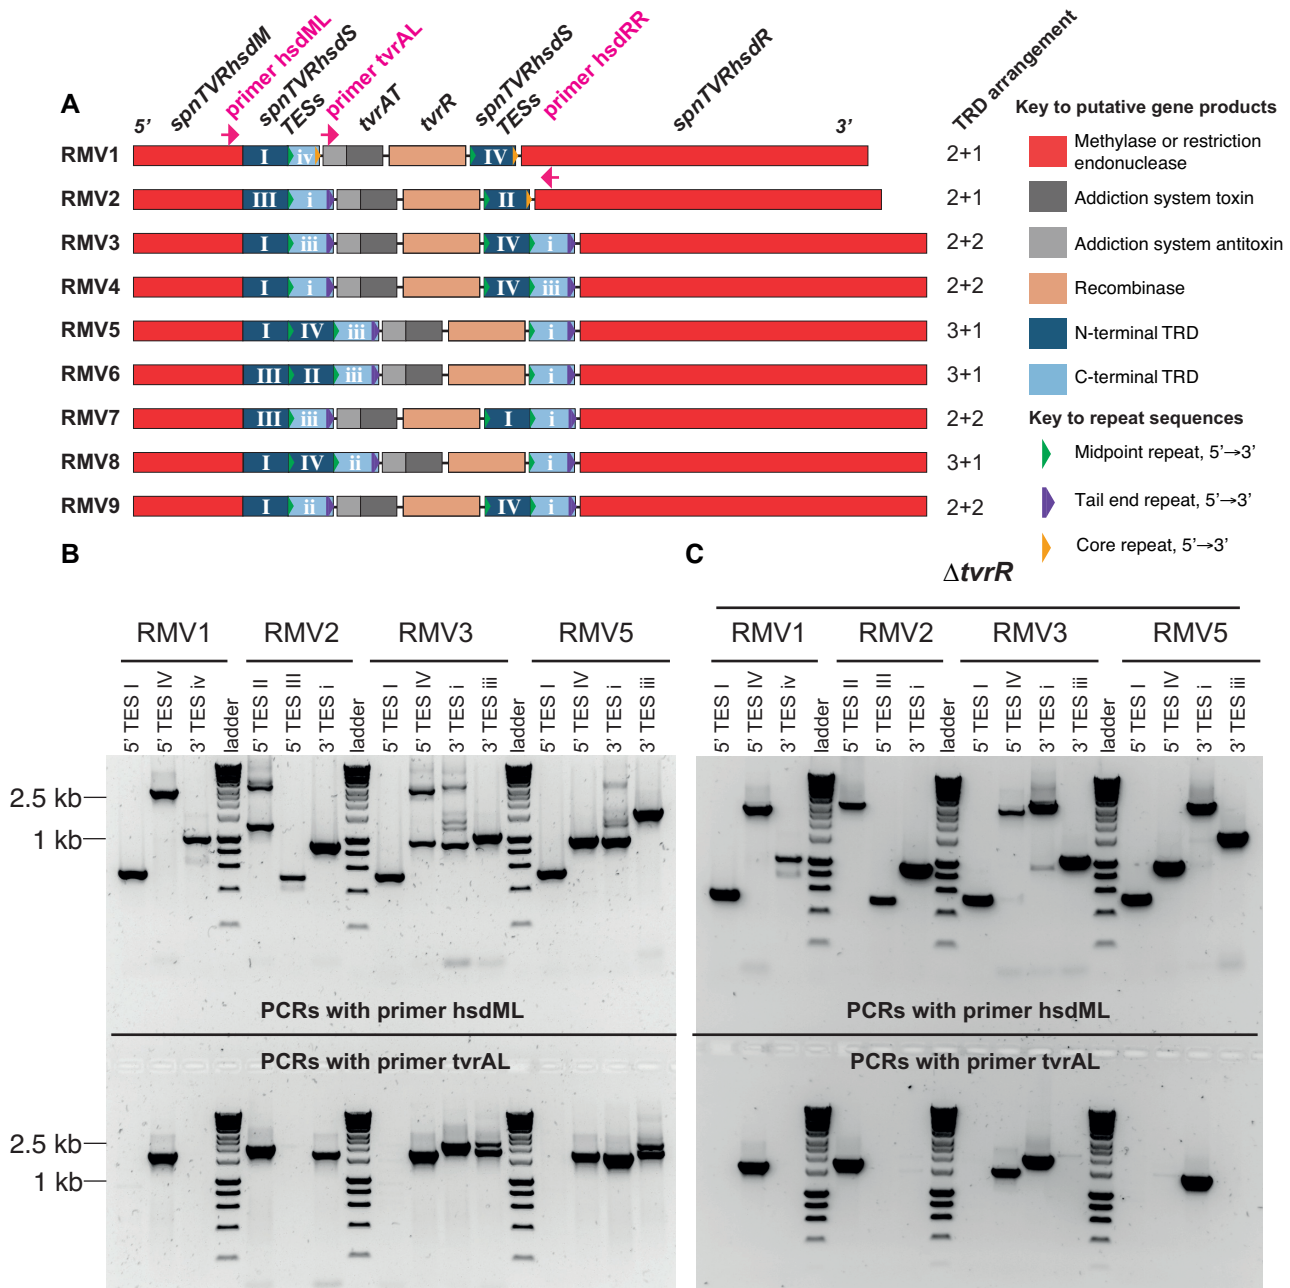 A
spnTVRhsdM
primer hsdML
spnTVRhsdS
TESs
primer tvrAL
tvrAT
tvrR
spnTVRhsdS
TESs
primer hsdRR
spnTVRhsdR
TRD arrangement
5’
3’
RMV1 I iv IV 2+1
RMV2 III i II 2+1
RMV3 I iii IV i 2+2
RMV4 I i IV iii 2+2
RMV5 I IV iii i 3+1
RMV6 III II iii i 3+1
RMV7 III iii I i 2+2
RMV8 I IV ii i 3+1
RMV9 I ii IV i 2+2
Key to putative gene products
Methylase or restriction
endonuclease
Addiction system toxin
Addiction system antitoxin
Recombinase
N-terminal TRD
C-terminal TRD
Key to repeat sequences
Midpoint repeat, 5’→3’
Tail end repeat, 5’→3’
Core repeat, 5’→3’
B
RMV1 RMV2 RMV3 RMV5
5’ TES I
5’ TES IV
3’ TES iv
ladder
5’ TES II
5’ TES III
3’ TES i
ladder
5’ TES I
5’ TES IV
3’ TES i
3’ TES iii
ladder
5’ TES I
5’ TES IV
3’ TES i
3’ TES iii
2.5 kb
1 kb
PCRs with primer hsdML
PCRs with primer tvrAL
2.5 kb
1 kb
C
ΔtvrR
RMV1 RMV2 RMV3 RMV5
5’ TES I
5’ TES IV
3’ TES iv
ladder
5’ TES II
5’ TES III
3’ TES i
ladder
5’ TES I
5’ TES IV
3’ TES i
3’ TES iii
ladder
5’ TES I
5’ TES IV
3’ TES i
3’ TES iii
PCRs with primer hsdML
PCRs with primer tvrAL